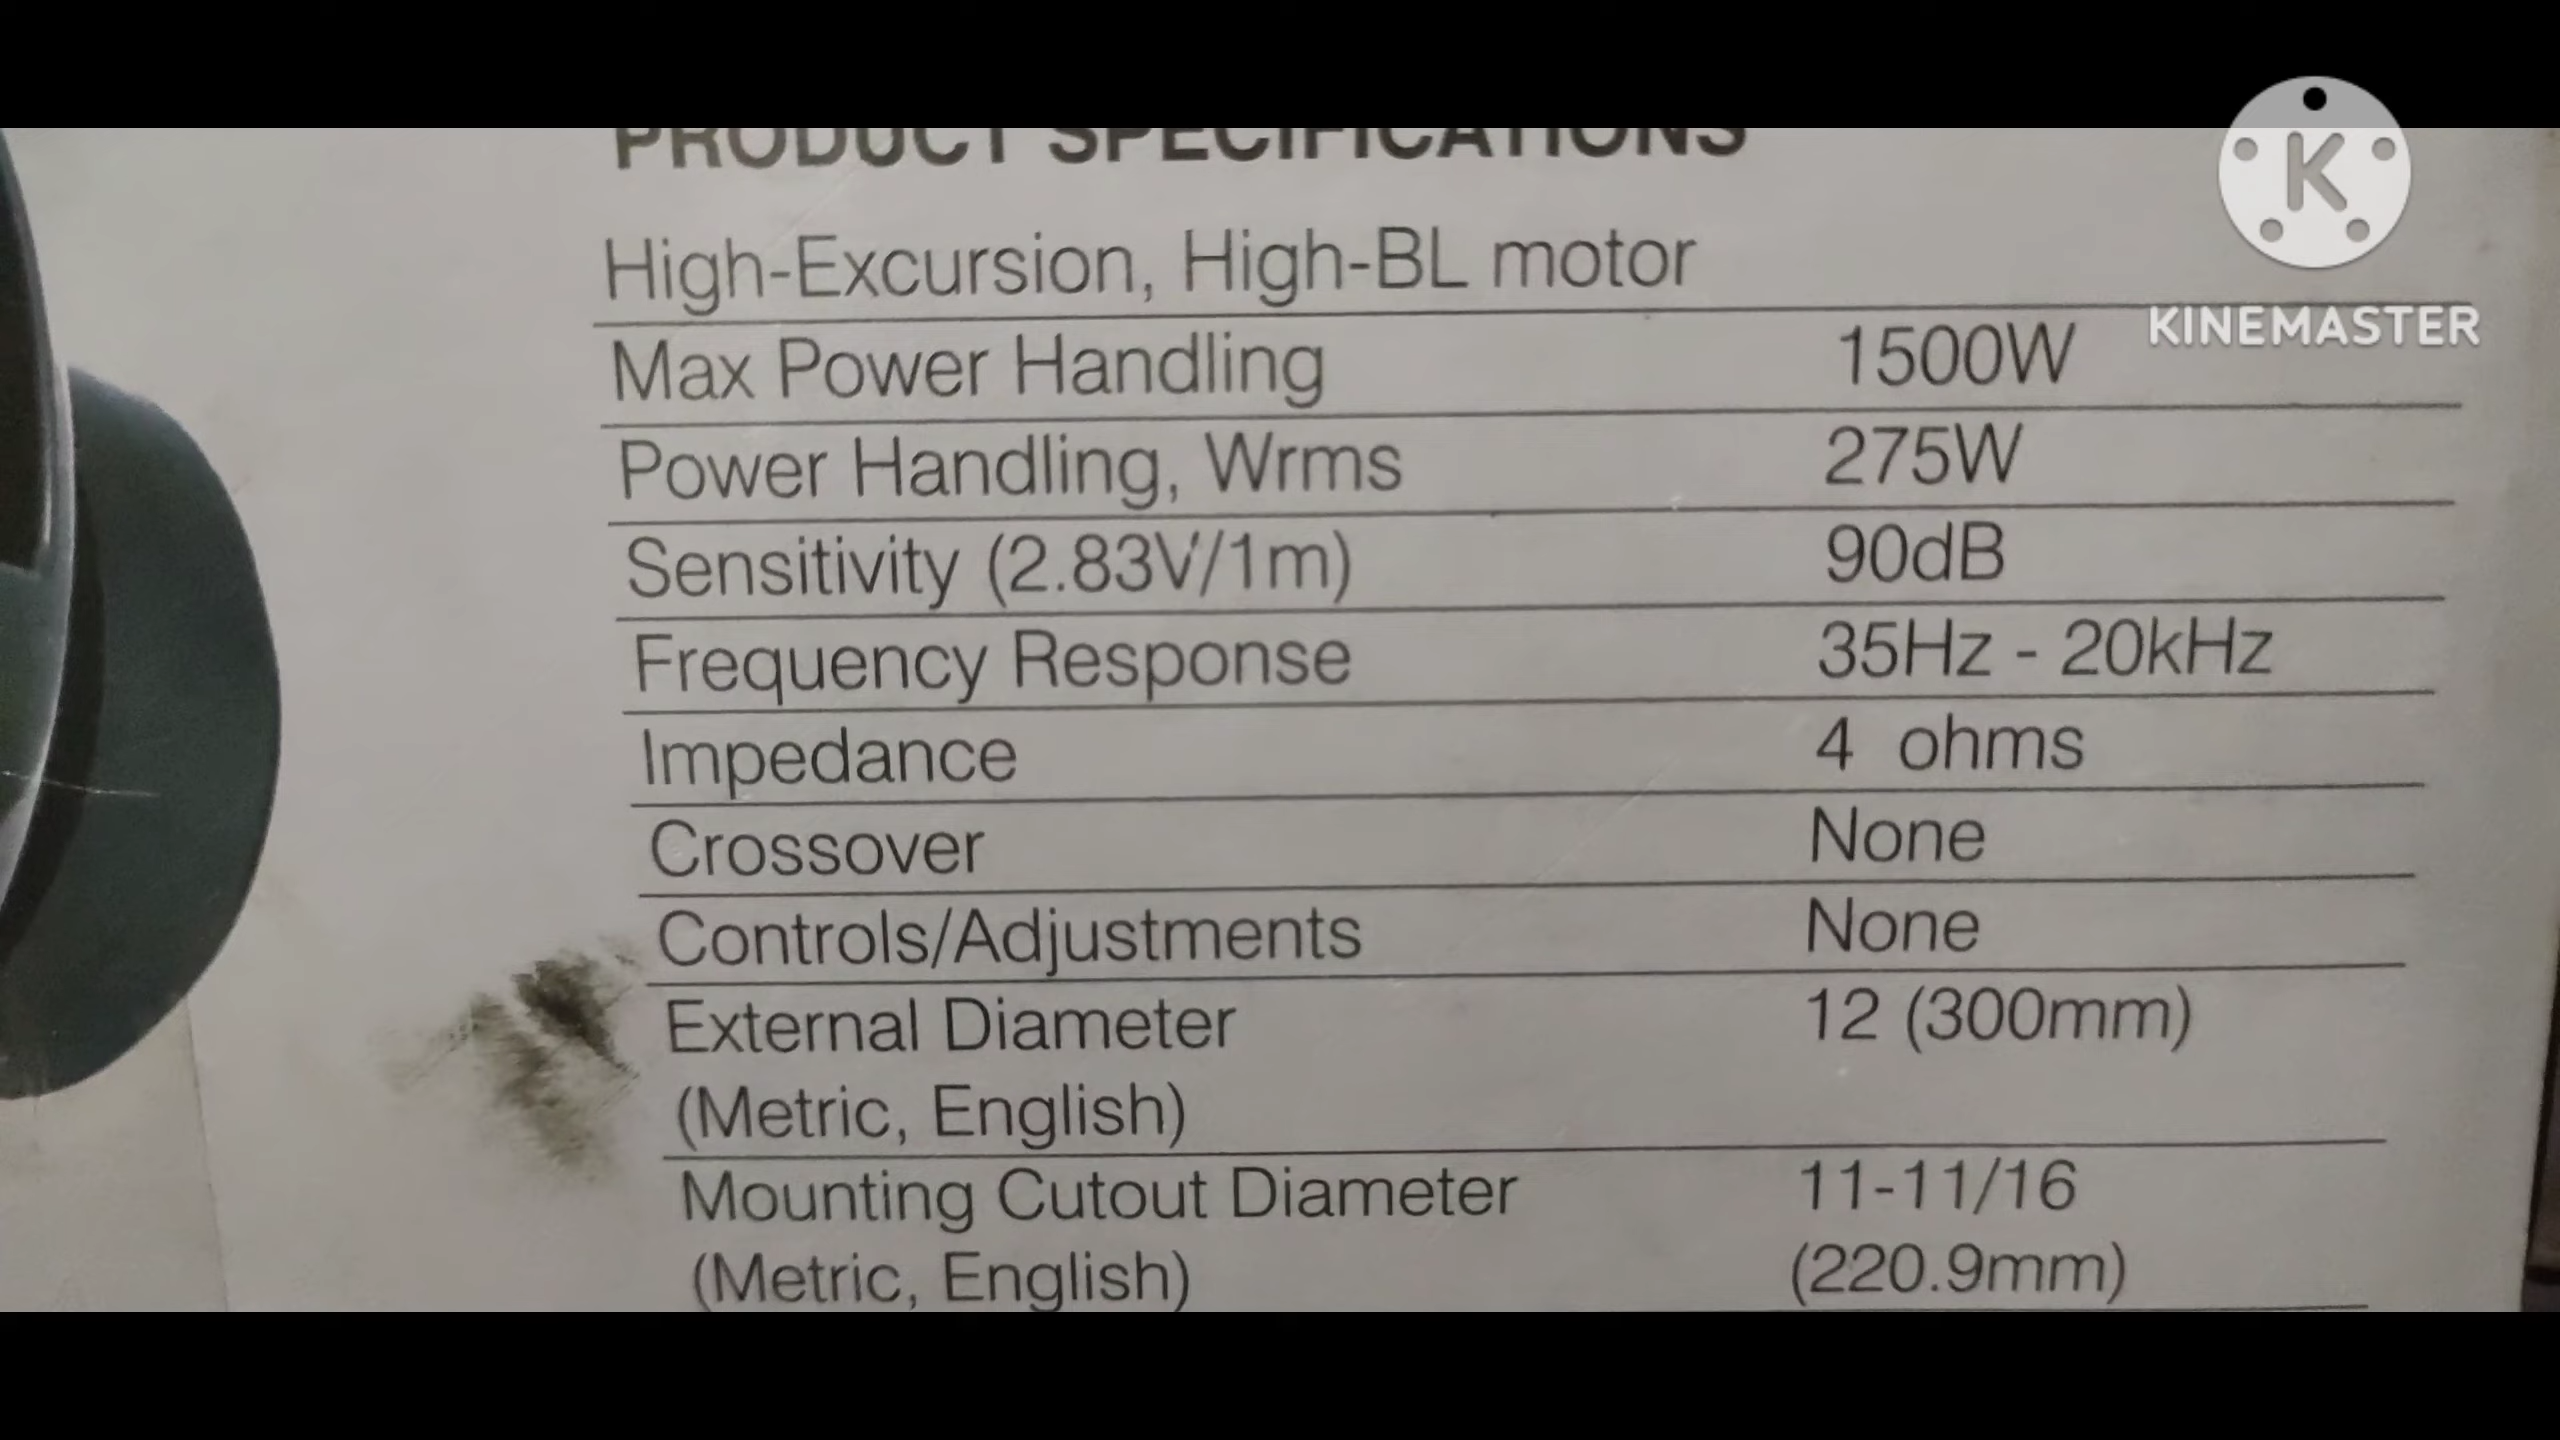 PRODUCT SPECIFICATIONS
High-Excursion, High-BL motor
Max Power Handling 1500W
Power Handling, Wrms 275W
Sensitivity (2.83V/1m) 90dB
Frequency Response 35Hz - 20kHz
Impedance 4 ohms
Crossover None
Controls/Adjustments None
External Diameter 12 (300mm)
(Metric, English)
Mounting Cutout Diameter 11-11/16
(Metric, English) (220.9mm)
K
KINEMASTER